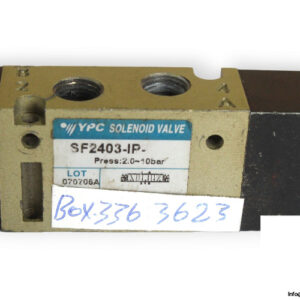 YPC SOLENOID VALVE
SF2403-IP-
Press:2.0~10bar
LOT
070706A
BOX 336 3623